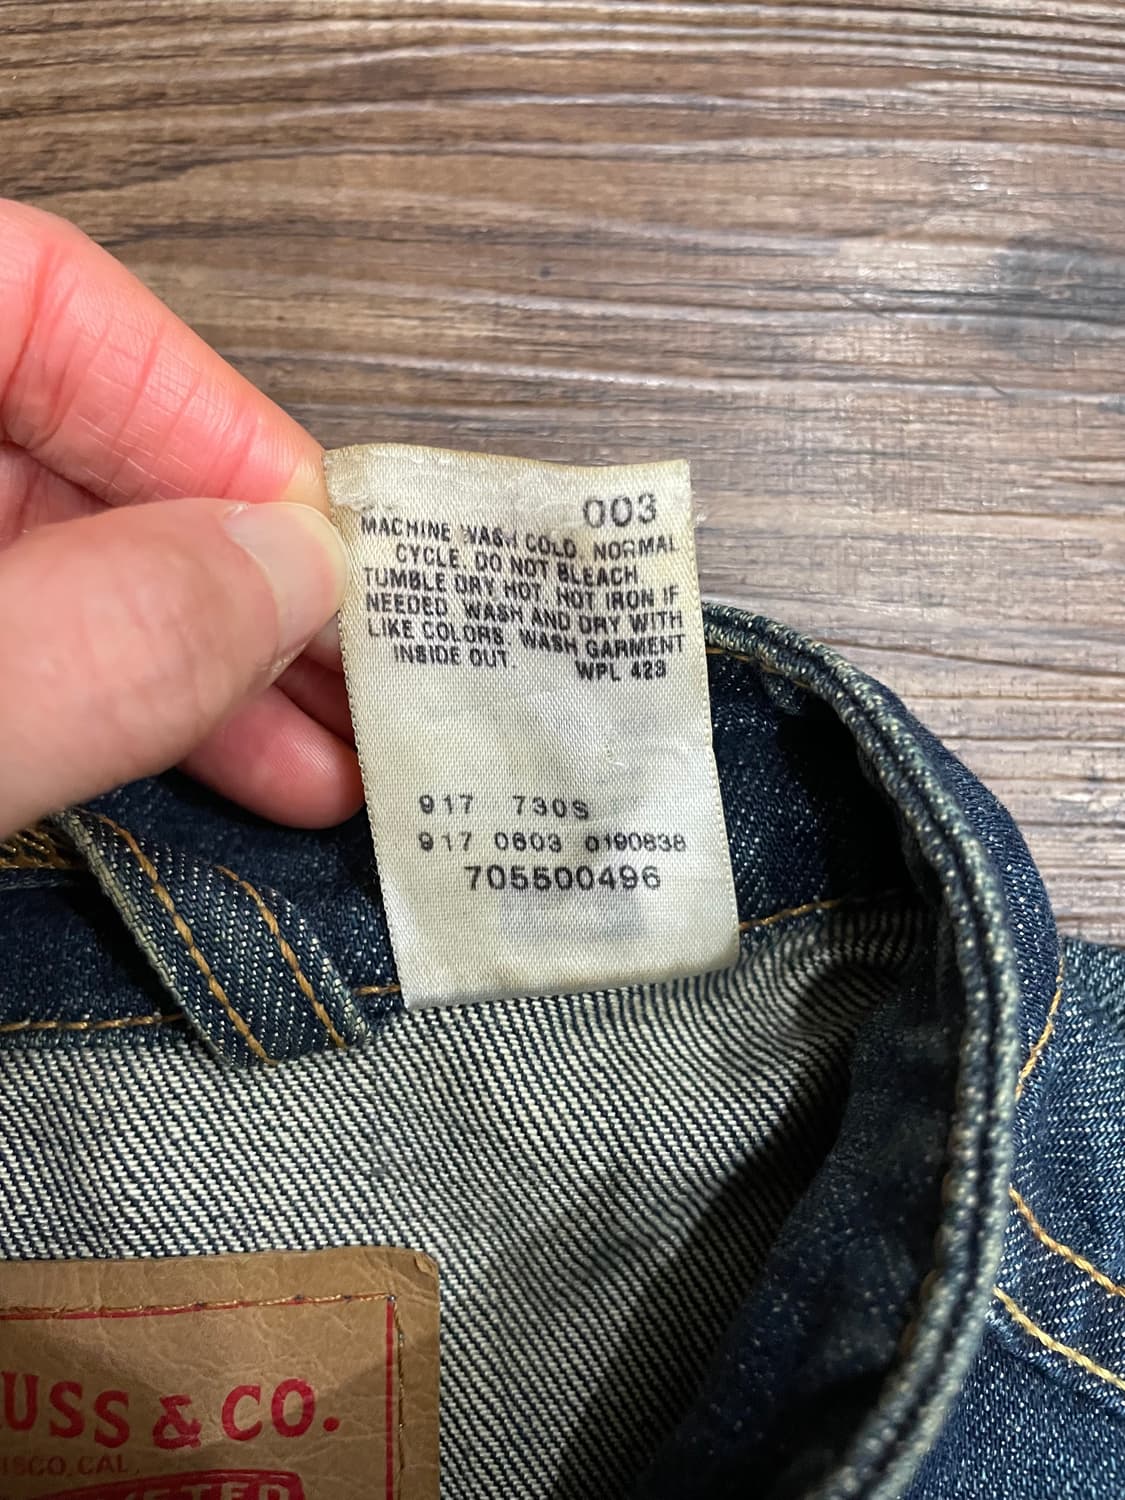 003
MACHINE WASH COLD. NORMAL
CYCLE. DO NOT BLEACH
TUMBLE DRY HOT. HOT IRON IF
NEEDED. WASH AND DRY WITH
LIKE COLORS. WASH GARMENT
INSIDE OUT. WPL 423
917 730S
917 0603 0190838
705500496
USS & CO.
ISCO, CAL.